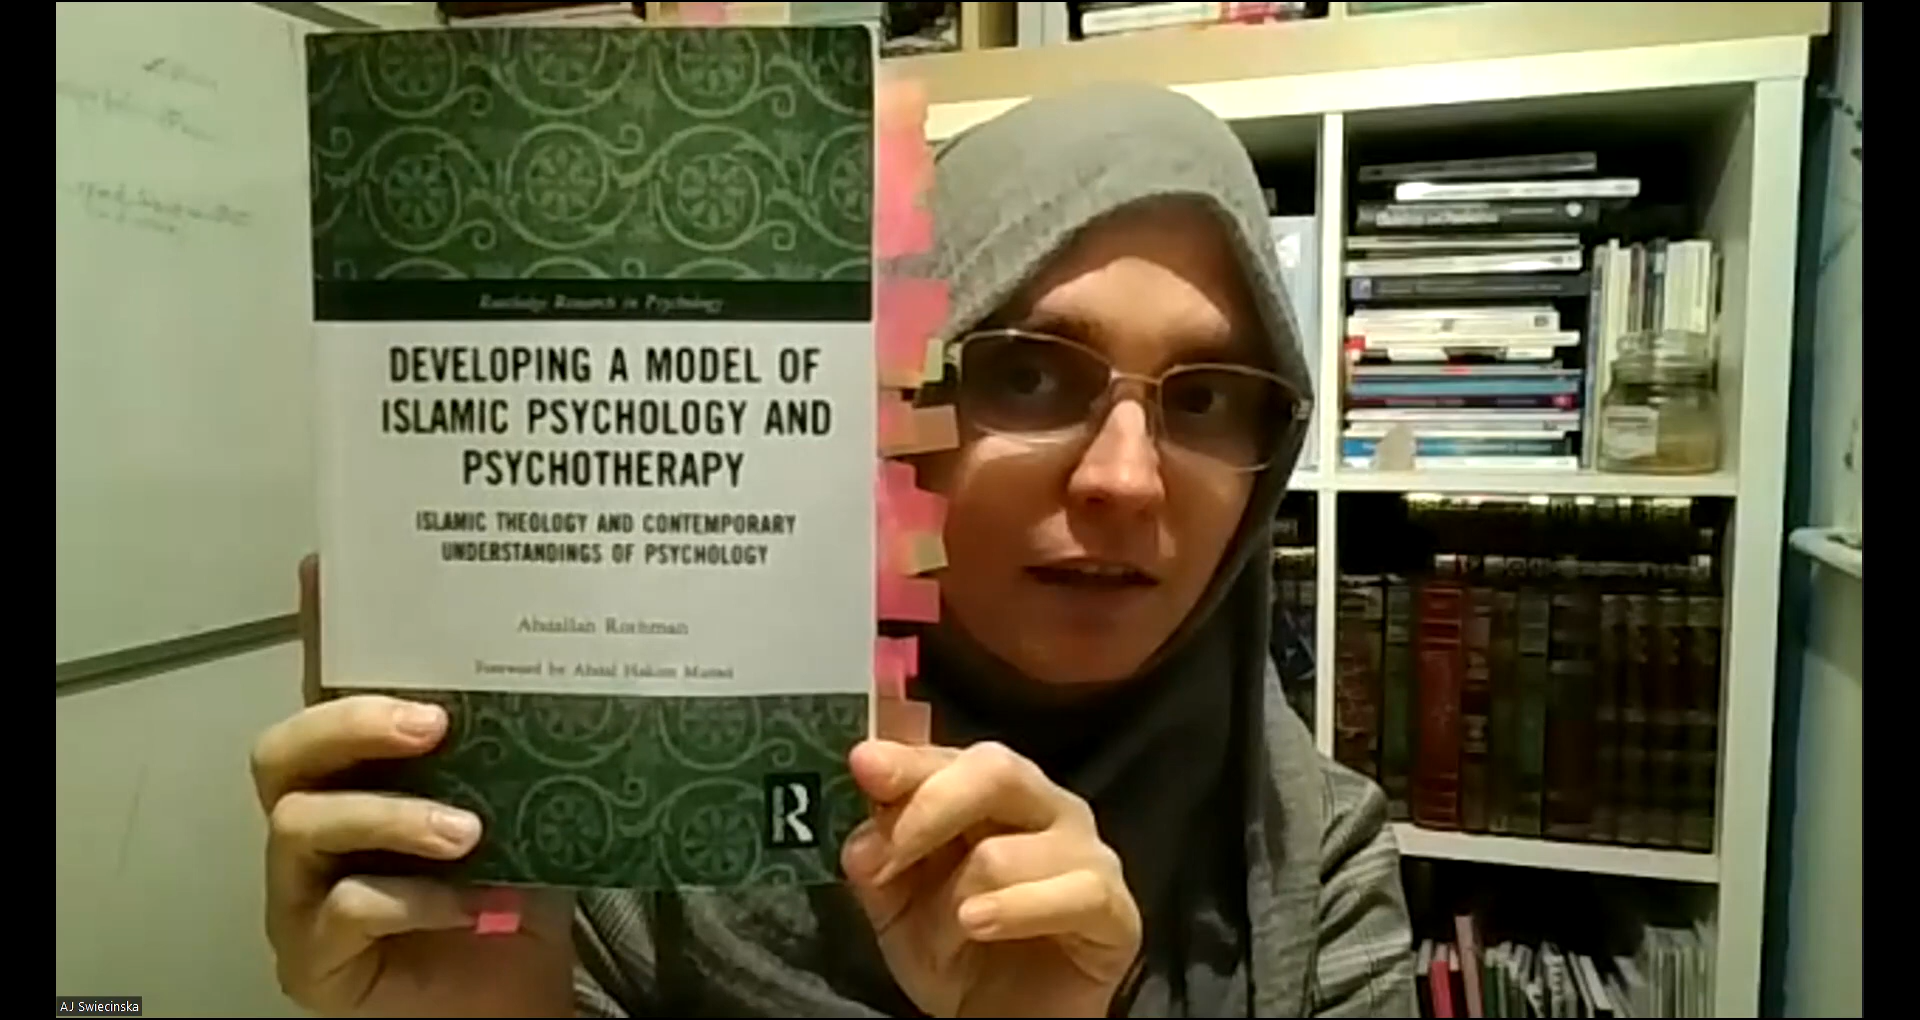 Routledge Research in Psychology
DEVELOPING A MODEL OF
ISLAMIC PSYCHOLOGY AND
PSYCHOTHERAPY
ISLAMIC THEOLOGY AND CONTEMPORARY
UNDERSTANDINGS OF PSYCHOLOGY
Abdallah Rothman
Foreword by Abdal Hakim Murad
R
AJ Swiecinska